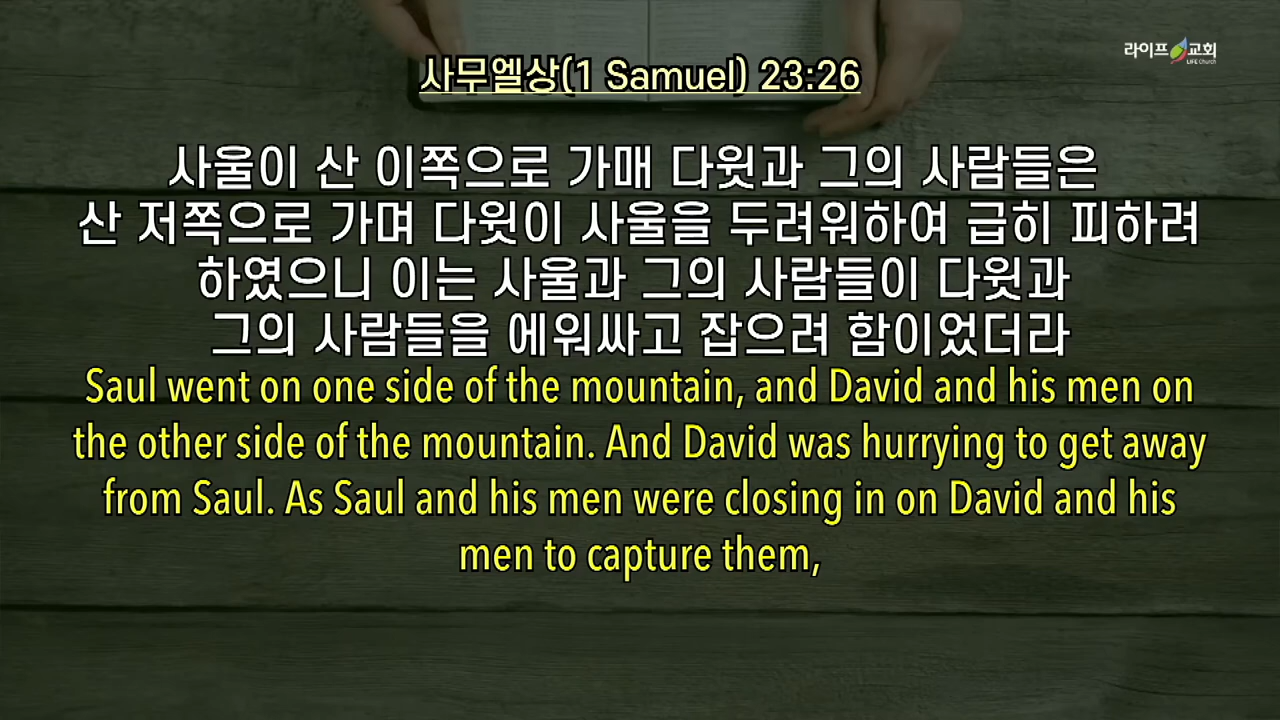 라이프 교회
LIFE Church
사무엘상(1 Samuel) 23:26
사울이 산 이쪽으로 가매 다윗과 그의 사람들은
산 저쪽으로 가며 다윗이 사울을 두려워하여 급히 피하려
하였으니 이는 사울과 그의 사람들이 다윗과
그의 사람들을 에워싸고 잡으려 함이었더라
Saul went on one side of the mountain, and David and his men on
the other side of the mountain. And David was hurrying to get away
from Saul. As Saul and his men were closing in on David and his
men to capture them,